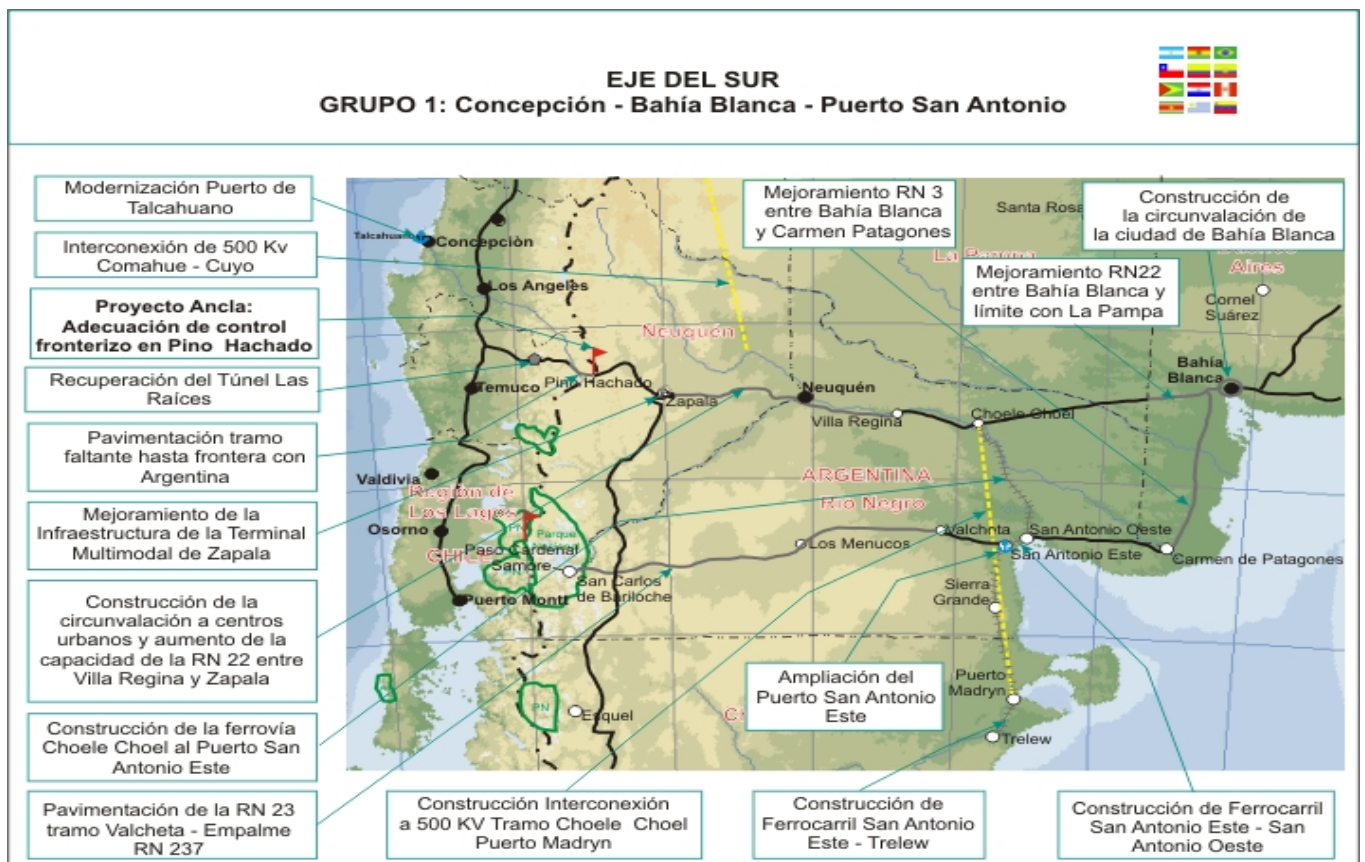 EJE DEL SUR
GRUPO 1: Concepción - Bahía Blanca - Puerto San Antonio
Modernización Puerto de
Talcahuano
Interconexión de 500 Kv
Comahue - Cuyo
Proyecto Ancla:
Adecuación de control
fronterizo en Pino Hachado
Recuperación del Túnel Las
Raíces
Pavimentación tramo
faltante hasta frontera con
Argentina
Mejoramiento de la
Infraestructura de la Terminal
Multimodal de Zapala
Construcción de la
circunvalación a centros
urbanos y aumento de la
capacidad de la RN 22 entre
Villa Regina y Zapala
Construcción de la ferrovía
Choele Choel al Puerto San
Antonio Este
Pavimentación de la RN 23
tramo Valcheta - Empalme
RN 237
Mejoramiento RN 3
entre Bahía Blanca
y Carmen Patagones
Construcción de
la circunvalación de
la ciudad de Bahía Blanca
Mejoramiento RN22
entre Bahía Blanca y
límite con La Pampa
Santa Rosa
La Pampa
Aires
Cornel
Suárez
Bahía
Blanca
Talcahuano
Concepciòn
Los Angeles
Neuquén
Temuco
Pino Hachado
Zapala
Neuquén
Villa Regina
Choele Choel
Valdivia
Región de
Los Lagos
ARGENTINA
Río Negro
Osorno
PN
Parque
Paso Cardenal
Samore
PN
San Carlos
de Bariloche
Los Menucos
Valchnta
San Antonio Oeste
San Antonio Este
Carmen de Patagones
Puerto Montt
Sierra
Grande
Puerto
Madryn
PN
Esquel
Trelew
Ampliación del
Puerto San Antonio
Este
Construcción Interconexión
a 500 KV Tramo Choele Choel
Puerto Madryn
Construcción de
Ferrocarril San Antonio
Este - Trelew
Construcción de Ferrocarril
San Antonio Este - San
Antonio Oeste